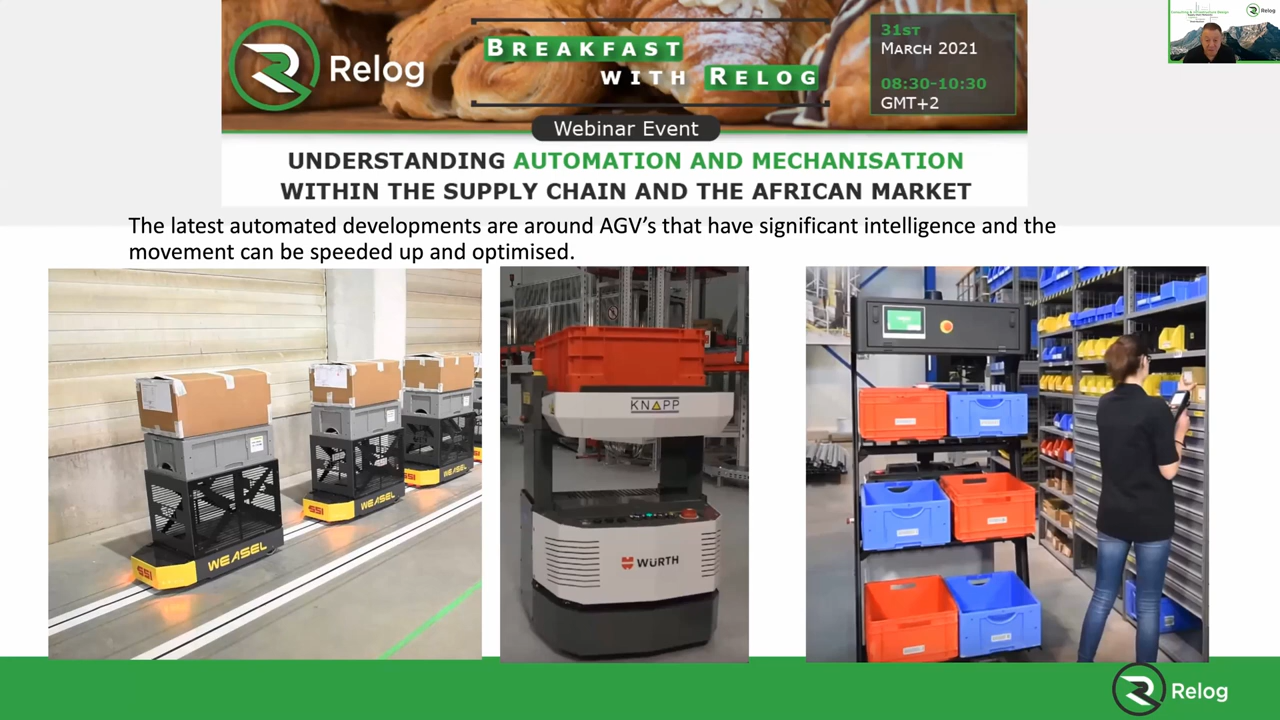 Relog
BREAKFAST
WITH RELOG
31ST
MARCH 2021
08:30-10:30
GMT+2
Webinar Event
UNDERSTANDING AUTOMATION AND MECHANISATION
WITHIN THE SUPPLY CHAIN AND THE AFRICAN MARKET
Relog
The latest automated developments are around AGV’s that have significant intelligence and the
movement can be speeded up and optimised.
SSI
WEASEL
SSI
WEASEL
SSI
WEASEL
KNAPP
WÜRTH
Relog